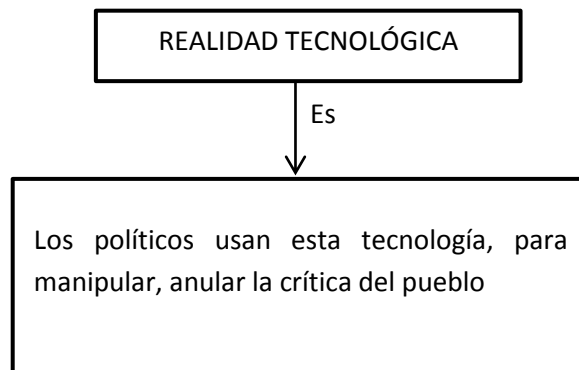 REALIDAD TECNOLÓGICA
Es
Los políticos usan esta tecnología, para
manipular, anular la crítica del pueblo